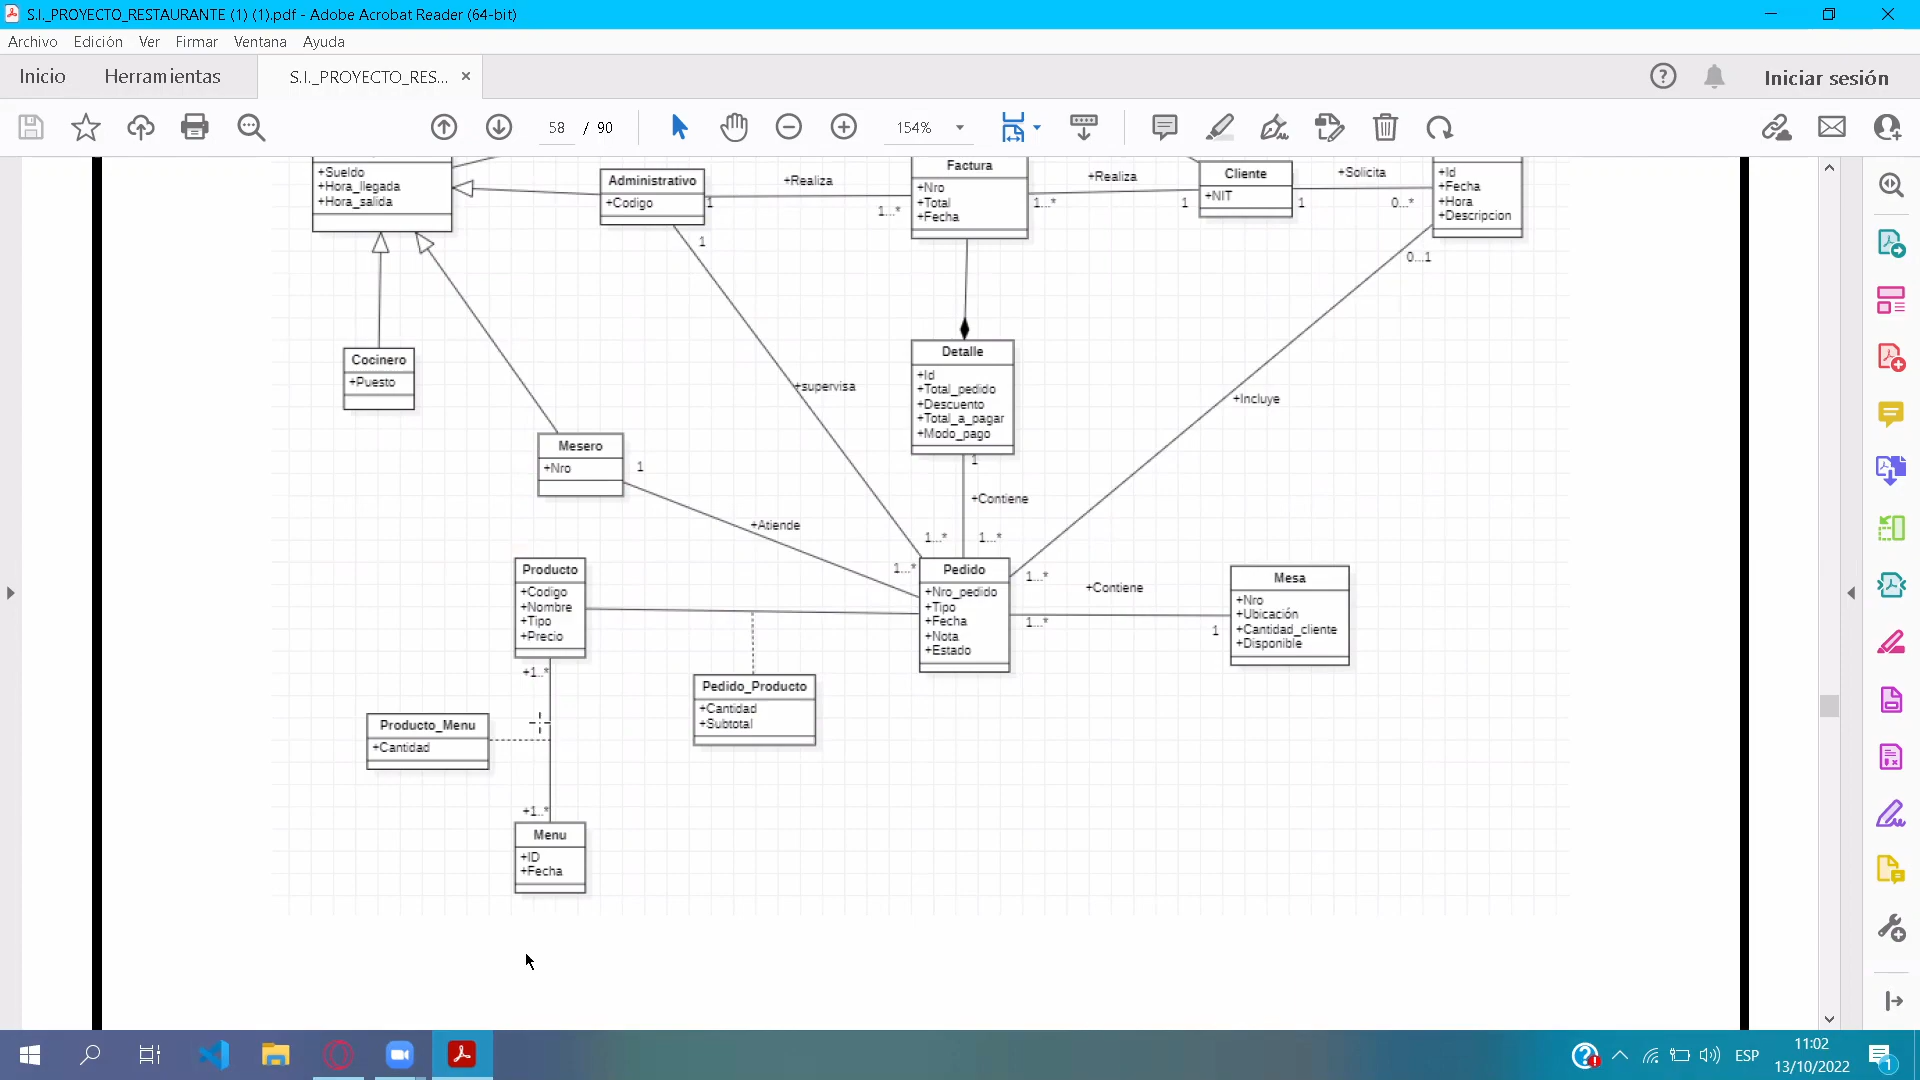 S.I._PROYECTO_RESTAURANTE (1) (1).pdf - Adobe Acrobat Reader (64-bit)
Archivo Edición Ver Firmar Ventana Ayuda
Inicio Herramientas S.I._PROYECTO_RES... × Iniciar sesión
58 / 90 154%
+Sueldo
+Hora_llegada
+Hora_salida
Administrativo
+Codigo
1
+Realiza
1...*
Factura
+Nro
+Total
+Fecha
+Realiza
1...*
1
Cliente
+NIT
+Solicita
1
0...*
+Id
+Fecha
+Hora
+Descripcion
1
0...1
Cocinero
+Puesto
+supervisa
Detalle
+Id
+Total_pedido
+Descuento
+Total_a_pagar
+Modo_pago
+Incluye
Mesero
+Nro
1
1
+Contiene
+Atiende
1...*
1...*
1...*
Producto
+Codigo
+Nombre
+Tipo
+Precio
Pedido
+Nro_pedido
+Tipo
+Fecha
+Nota
+Estado
1...*
+Contiene
1...*
1
Mesa
+Nro
+Ubicación
+Cantidad_cliente
+Disponible
+1..*
Pedido_Producto
+Cantidad
+Subtotal
Producto_Menu
+Cantidad
+1..*
Menu
+ID
+Fecha
ESP
11:02
13/10/2022
1